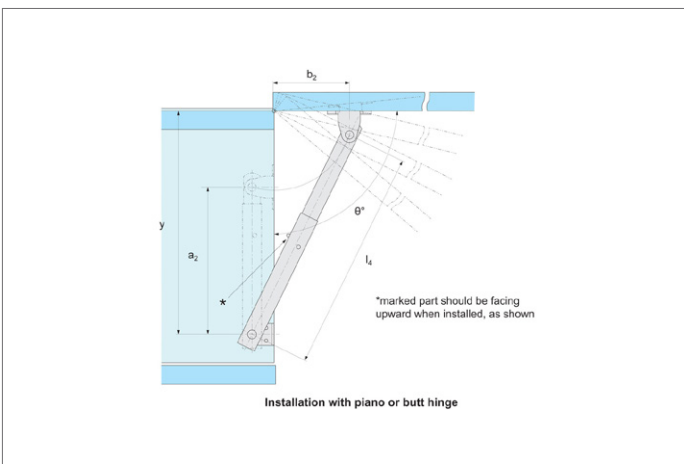 b₂
θ°
y
a₂
l₄
*
*marked part should be facing
upward when installed, as shown
Installation with piano or butt hinge